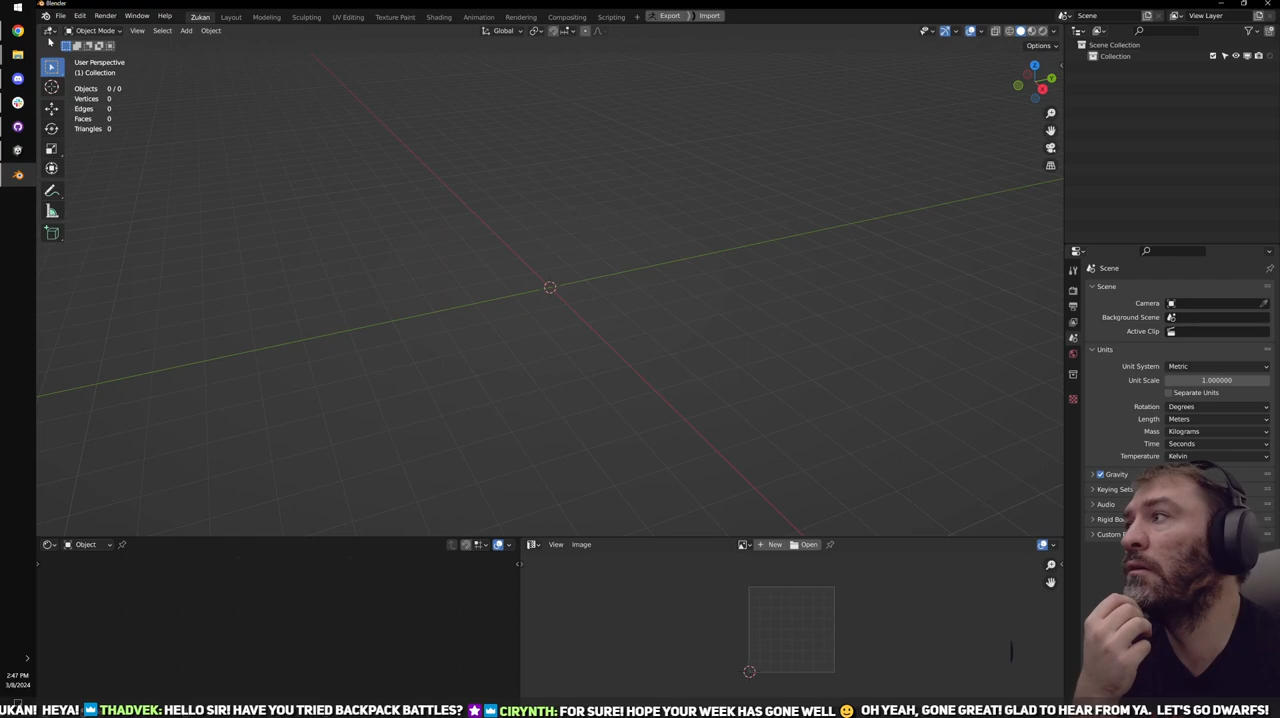 Blender
File Edit Render Window Help Zukan Layout Modeling Sculpting UV Editing Texture Paint Shading Animation Rendering Compositing Scripting + Export Import Scene View Layer
Object Mode View Select Add Object Global
Options
User Perspective
(1) Collection
Objects 0 / 0
Vertices 0
Edges 0
Faces 0
Triangles 0
Z
Y
X
Scene Collection
Collection
Scene
Scene
Camera
Background Scene
Active Clip
Units
Unit System Metric
Unit Scale 1.000000
Separate Units
Rotation Degrees
Length Meters
Mass Kilograms
Time Seconds
Temperature Kelvin
Gravity
Keying Sets
Audio
Rigid Bo
Custom
Object
View Image + New Open
2:47 PM
3/8/2024
UKAN! HEYA! THADVEK: HELLO SIR! HAVE YOU TRIED BACKPACK BATTLES? CIRYNTH: FOR SURE! HOPE YOUR WEEK HAS GONE WELL OH YEAH, GONE GREAT! GLAD TO HEAR FROM YA. LET'S GO DWARFS!